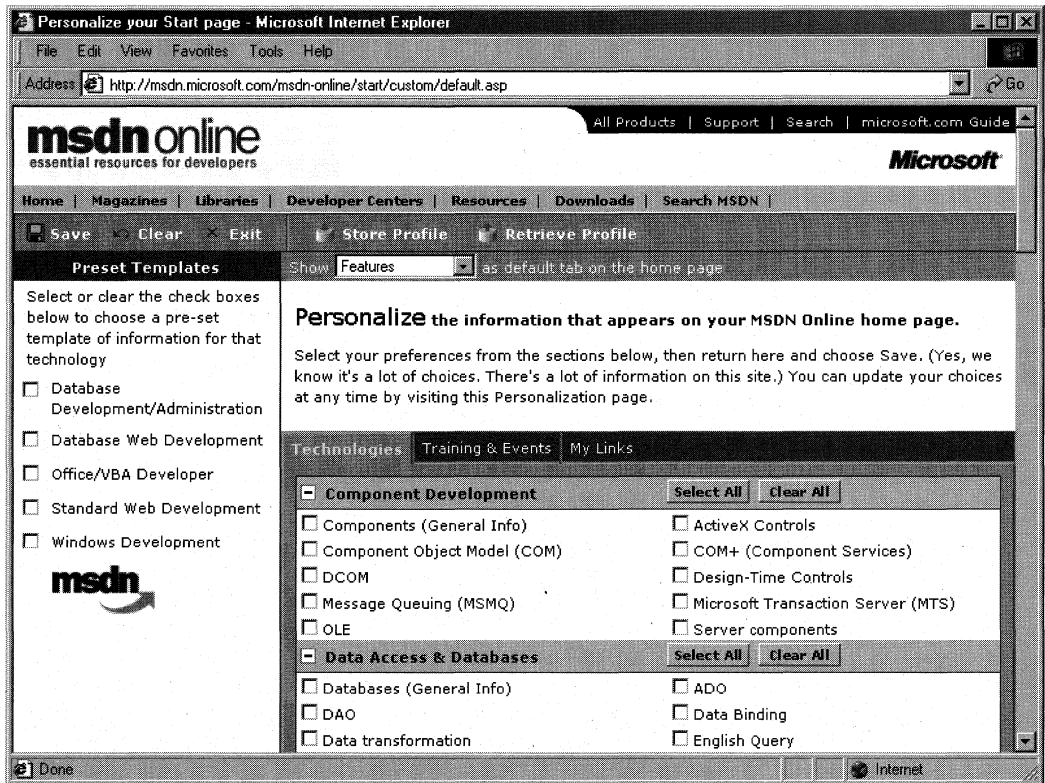 Personalize your Start page - Microsoft Internet Explorer
File Edit View Favorites Tools Help
Address http://msdn.microsoft.com/msdn-online/start/custom/default.asp Go
All Products | Support | Search | microsoft.com Guide
msdn online
essential resources for developers
Microsoft
Home | Magazines | Libraries | Developer Centers | Resources | Downloads | Search MSDN |
Save Clear Exit Store Profile Retrieve Profile
Preset Templates
Select or clear the check boxes
below to choose a pre-set
template of information for that
technology
Database
Development/Administration
Database Web Development
Office/VBA Developer
Standard Web Development
Windows Development
msdn
Show Features as default tab on the home page
Personalize the information that appears on your MSDN Online home page.
Select your preferences from the sections below, then return here and choose Save. (Yes, we
know it's a lot of choices. There's a lot of information on this site.) You can update your choices
at any time by visiting this Personalization page.
Technologies Training & Events My Links
Component Development Select All Clear All
Components (General Info) ActiveX Controls
Component Object Model (COM) COM+ (Component Services)
DCOM Design-Time Controls
Message Queuing (MSMQ) Microsoft Transaction Server (MTS)
OLE Server components
Data Access & Databases Select All Clear All
Databases (General Info) ADO
DAO Data Binding
Data transformation English Query
Done Internet